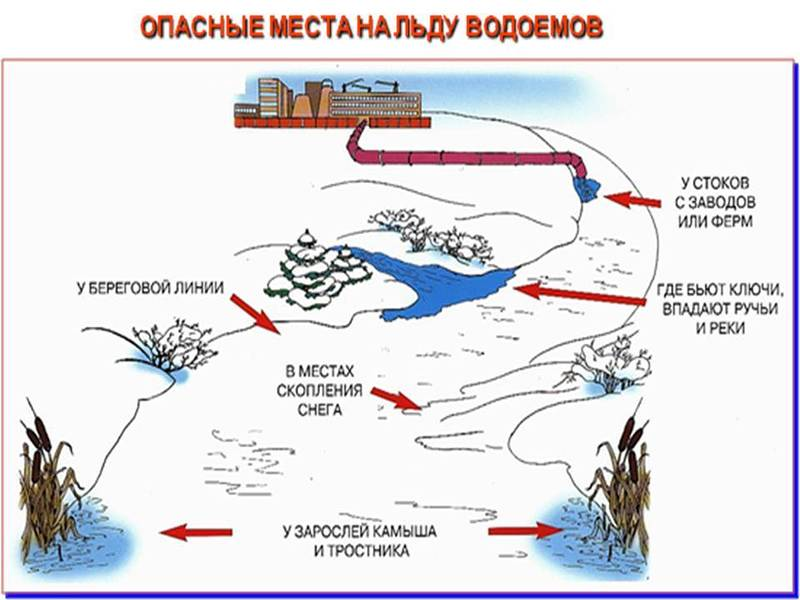 ОПАСНЫЕ МЕСТА НА ЛЬДУ ВОДОЕМОВ
У СТОКОВ
С ЗАВОДОВ
ИЛИ ФЕРМ
У БЕРЕГОВОЙ ЛИНИИ
ГДЕ БЬЮТ КЛЮЧИ,
ВПАДАЮТ РУЧЬИ
И РЕКИ
В МЕСТАХ
СКОПЛЕНИЯ
СНЕГА
У ЗАРОСЛЕЙ КАМЫША
И ТРОСТНИКА